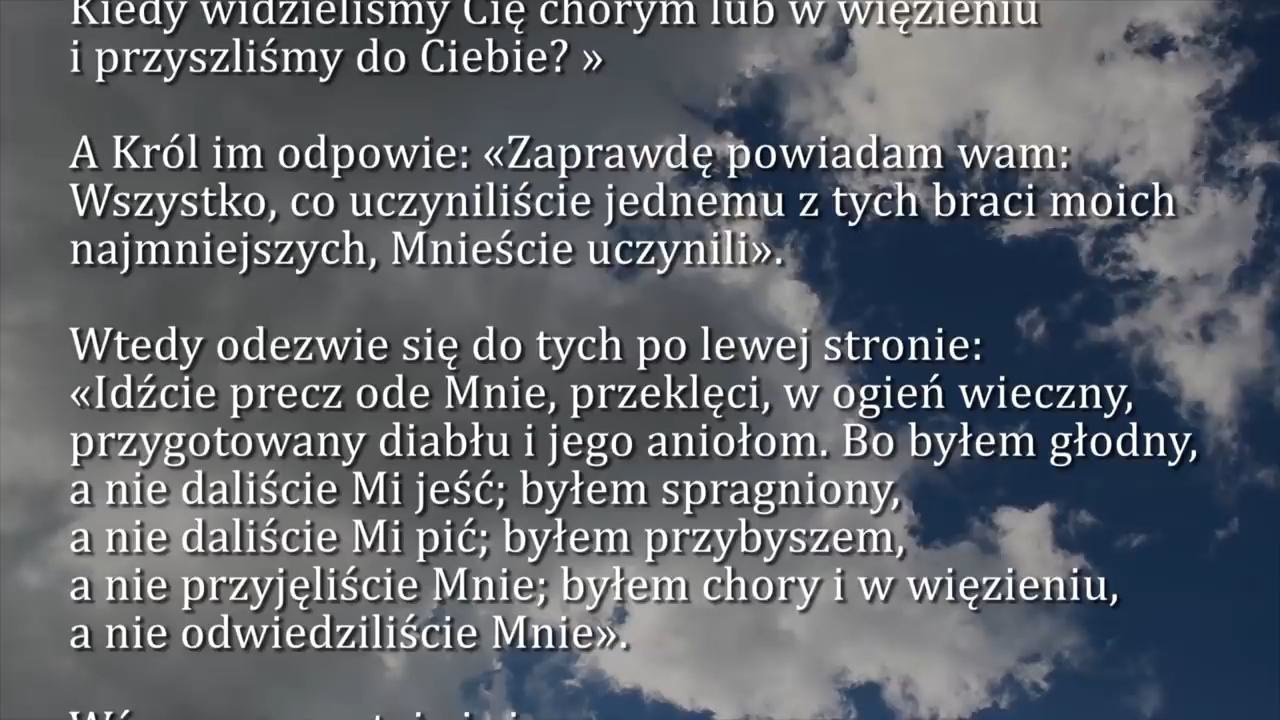 Kiedy widzieliśmy Cię chorym lub w więzieniu
i przyszliśmy do Ciebie? »
A Król im odpowie: «Zaprawdę powiadam wam:
Wszystko, co uczyniliście jednemu z tych braci moich
najmniejszych, Mnieście uczynili».
Wtedy odezwie się do tych po lewej stronie:
«Idźcie precz ode Mnie, przeklęci, w ogień wieczny,
przygotowany diabłu i jego aniołom. Bo byłem głodny,
a nie daliście Mi jeść; byłem spragniony,
a nie daliście Mi pić; byłem przybyszem,
a nie przyjęliście Mnie; byłem chory i w więzieniu,
a nie odwiedziliście Mnie».